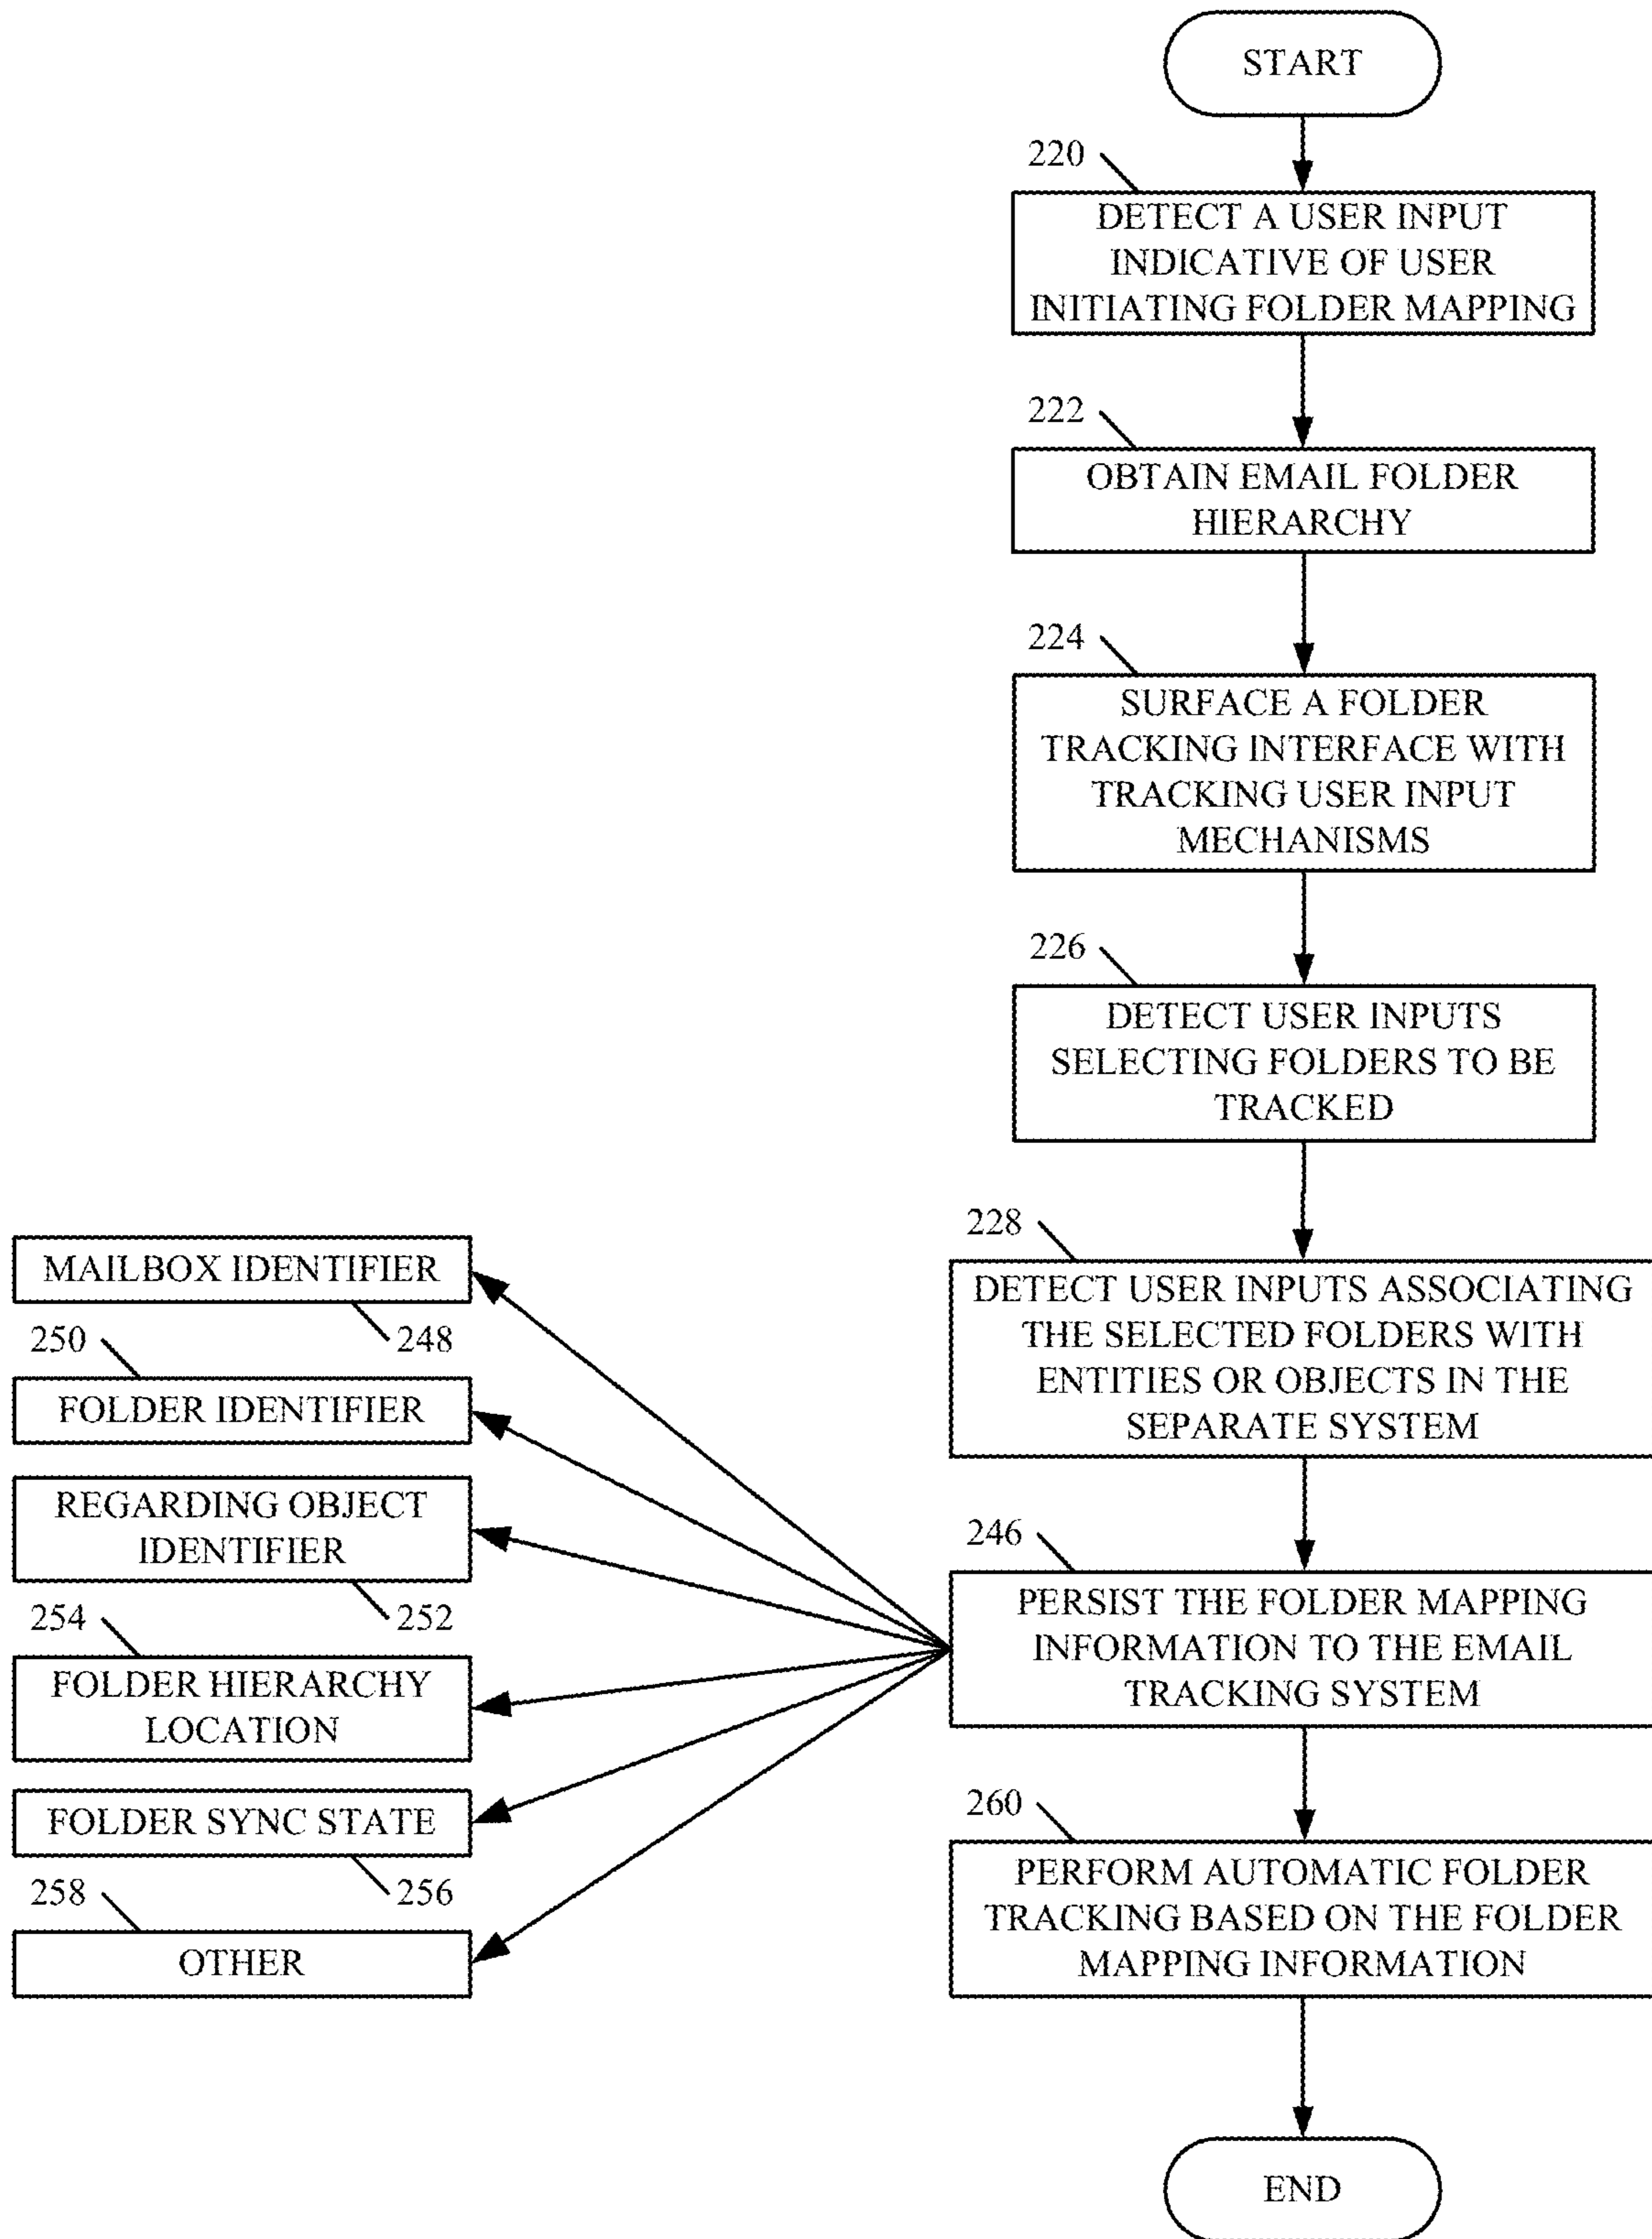 START
220
DETECT A USER INPUT
INDICATIVE OF USER
INITIATING FOLDER MAPPING
222
OBTAIN EMAIL FOLDER
HIERARCHY
224
SURFACE A FOLDER
TRACKING INTERFACE WITH
TRACKING USER INPUT
MECHANISMS
226
DETECT USER INPUTS
SELECTING FOLDERS TO BE
TRACKED
228
DETECT USER INPUTS ASSOCIATING
THE SELECTED FOLDERS WITH
ENTITIES OR OBJECTS IN THE
SEPARATE SYSTEM
246
PERSIST THE FOLDER MAPPING
INFORMATION TO THE EMAIL
TRACKING SYSTEM
MAILBOX IDENTIFIER
248
250
FOLDER IDENTIFIER
REGARDING OBJECT
IDENTIFIER
252
254
FOLDER HIERARCHY
LOCATION
FOLDER SYNC STATE
256
258
OTHER
260
PERFORM AUTOMATIC FOLDER
TRACKING BASED ON THE FOLDER
MAPPING INFORMATION
END